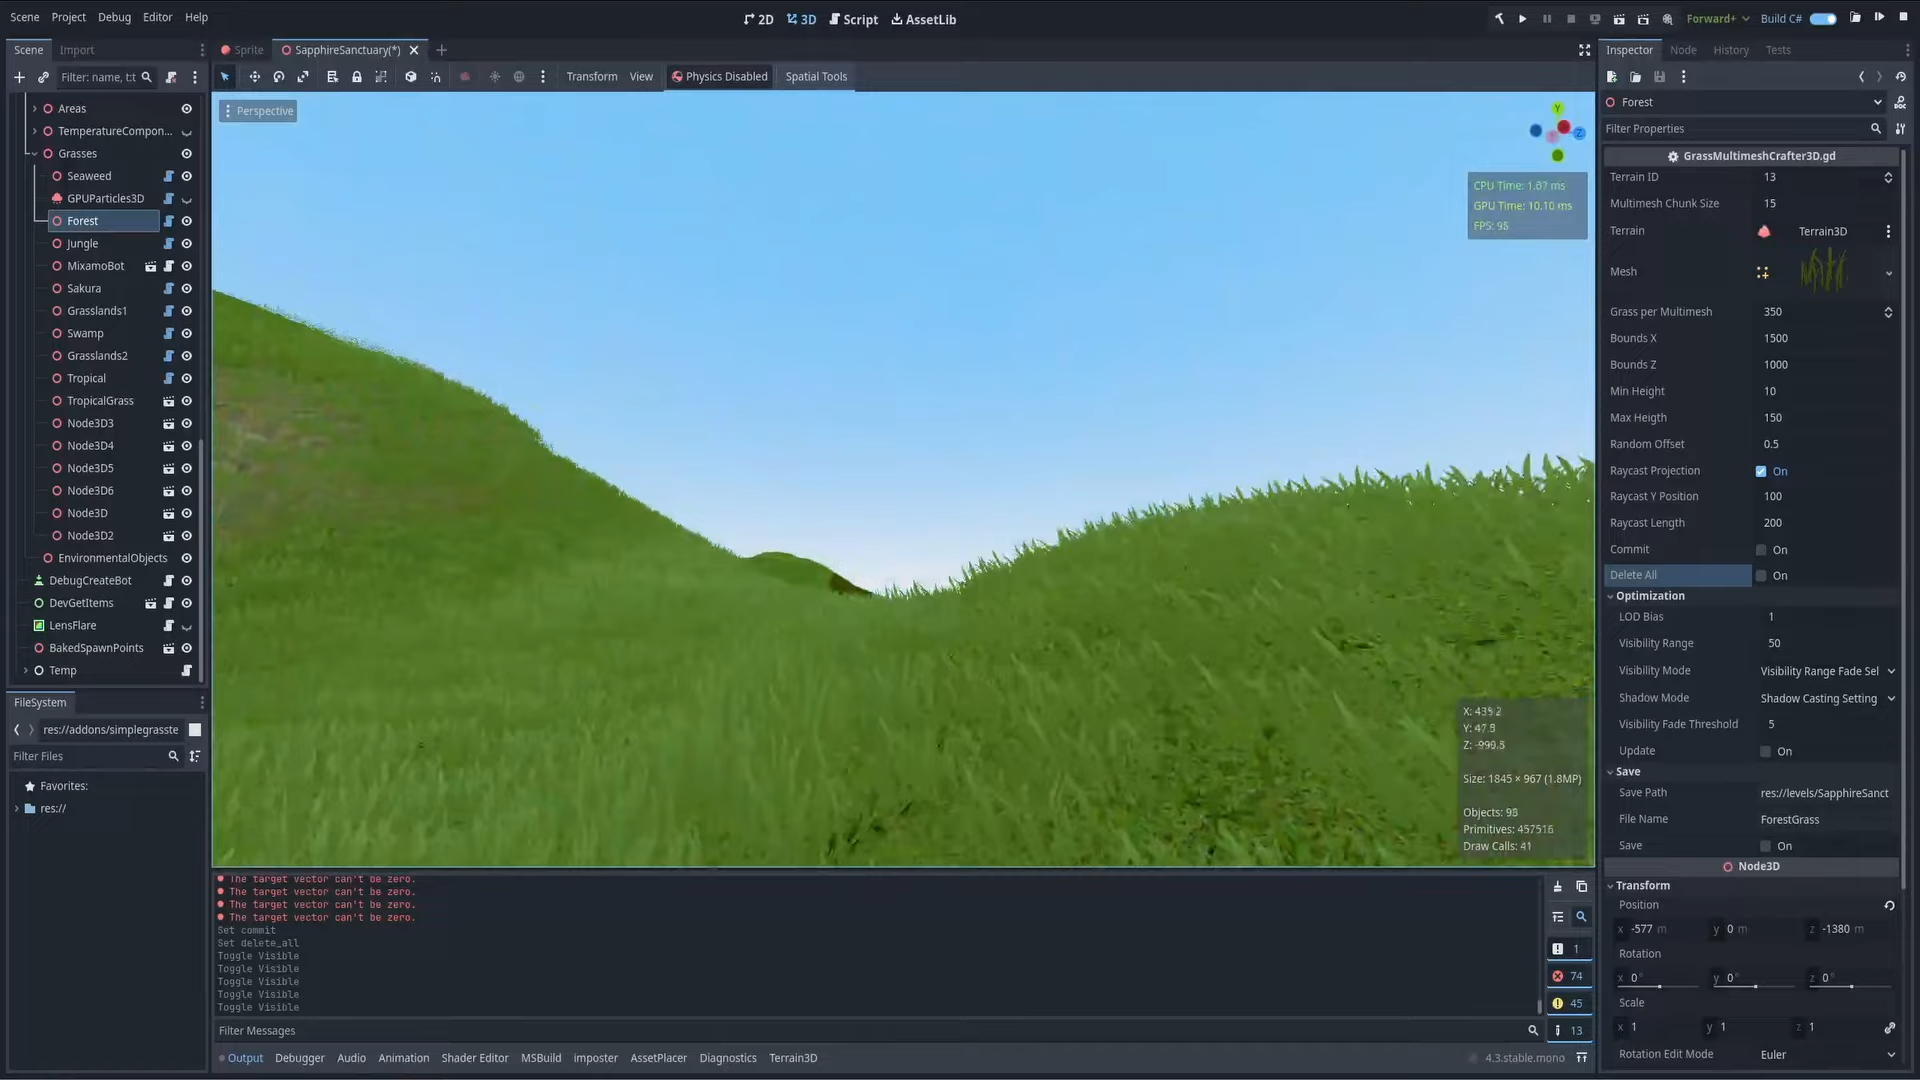 Scene Project Debug Editor Help
2D 3D Script AssetLib
Forward+ Build C#
Scene Import
Filter: name, t:t
Areas
TemperatureCompon...
Grasses
Seaweed
GPUParticles3D
Forest
Jungle
MixamoBot
Sakura
Grasslands1
Swamp
Grasslands2
Tropical
TropicalGrass
Node3D3
Node3D4
Node3D5
Node3D6
Node3D
Node3D2
EnvironmentalObjects
DebugCreateBot
DevGetItems
LensFlare
BakedSpawnPoints
Temp
FileSystem
res://addons/simplegrasste
Filter Files
Favorites:
res://
Sprite SapphireSanctuary(*)
Transform View Physics Disabled Spatial Tools
Perspective
Y
Z
CPU Time: 1.07 ms
GPU Time: 10.10 ms
FPS: 98
X: 439.2
Y: 47.8
Z: -990.8
Size: 1845 × 967 (1.8MP)
Objects: 98
Primitives: 457516
Draw Calls: 41
The target vector can't be zero.
The target vector can't be zero.
The target vector can't be zero.
The target vector can't be zero.
Set commit
Set delete_all
Toggle Visible
Toggle Visible
Toggle Visible
Toggle Visible
Toggle Visible
1
74
45
13
Filter Messages
Output Debugger Audio Animation Shader Editor MSBuild imposter AssetPlacer Diagnostics Terrain3D
4.3.stable.mono
Inspector Node History Tests
Forest
DOC
Filter Properties
GrassMultimeshCrafter3D.gd
Terrain ID 13
Multimesh Chunk Size 15
Terrain Terrain3D
Mesh
Grass per Multimesh 350
Bounds X 1500
Bounds Z 1000
Min Height 10
Max Heigth 150
Random Offset 0.5
Raycast Projection On
Raycast Y Position 100
Raycast Length 200
Commit On
Delete All On
Optimization
LOD Bias 1
Visibility Range 50
Visibility Mode Visibility Range Fade Sel
Shadow Mode Shadow Casting Setting
Visibility Fade Threshold 5
Update On
Save
Save Path res://levels/SapphireSanct
File Name ForestGrass
Save On
Node3D
Transform
Position
x -577 m y 0 m z -1380 m
Rotation
x 0° y 0° z 0°
Scale
x 1 y 1 z 1
Rotation Edit Mode Euler